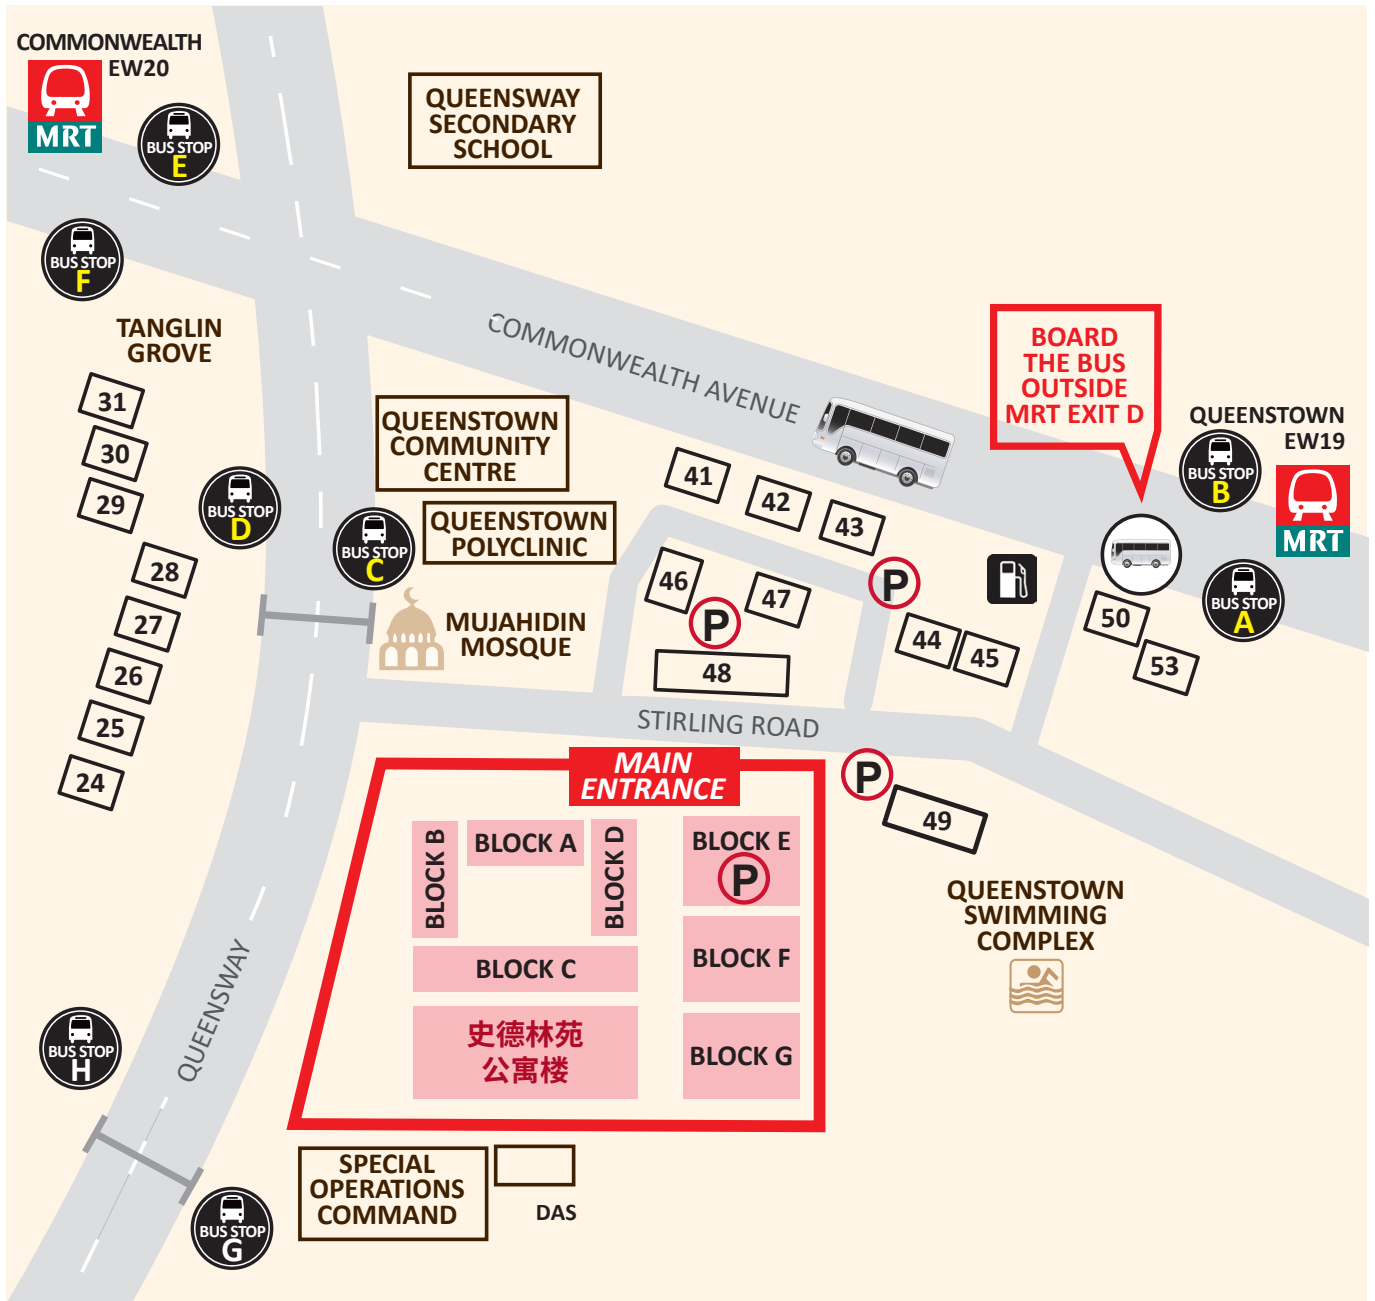 COMMONWEALTH
EW20
MRT
BUS STOP
E
QUEENSWAY
SECONDARY
SCHOOL
BUS STOP
F
TANGLIN
GROVE
COMMONWEALTH AVENUE
BOARD
THE BUS
OUTSIDE
MRT EXIT D
QUEENSTOWN
EW19
MRT
BUS STOP
B
31
30
29
28
27
26
25
24
BUS STOP
D
QUEENSTOWN
COMMUNITY
CENTRE
QUEENSTOWN
POLYCLINIC
BUS STOP
C
MUJAHIDIN
MOSQUE
41
42
43
46
47
P
P
48
44
45
50
53
BUS STOP
A
STIRLING ROAD
MAIN
ENTRANCE
P
49
BLOCK B
BLOCK A
BLOCK D
BLOCK E
P
BLOCK C
BLOCK F
史德林苑
公寓楼
BLOCK G
QUEENSTOWN
SWIMMING
COMPLEX
QUEENSWAY
BUS STOP
H
BUS STOP
G
SPECIAL
OPERATIONS
COMMAND
DAS